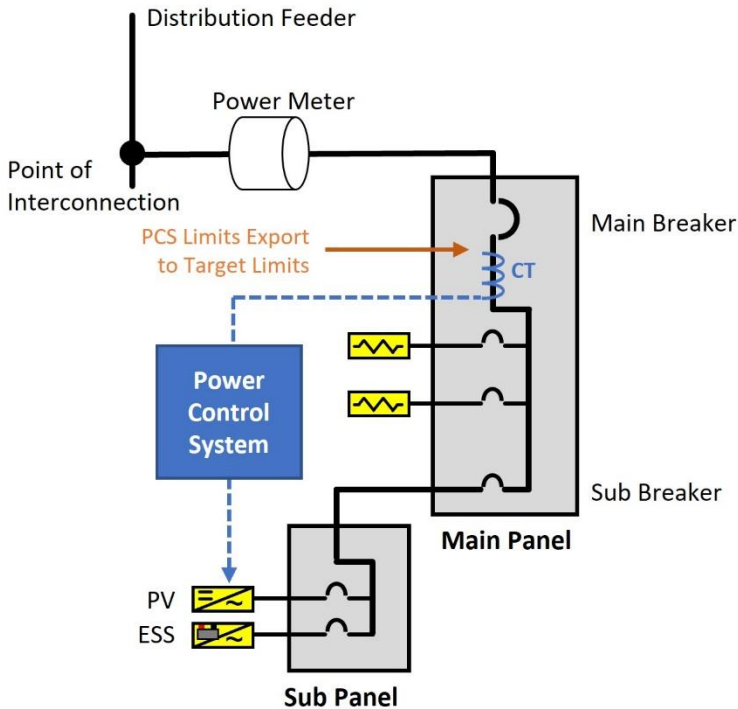 Distribution Feeder
Power Meter
Point of
Interconnection
Main Breaker
PCS Limits Export
to Target Limits
CT
Power
Control
System
Sub Breaker
Main Panel
PV
ESS
Sub Panel